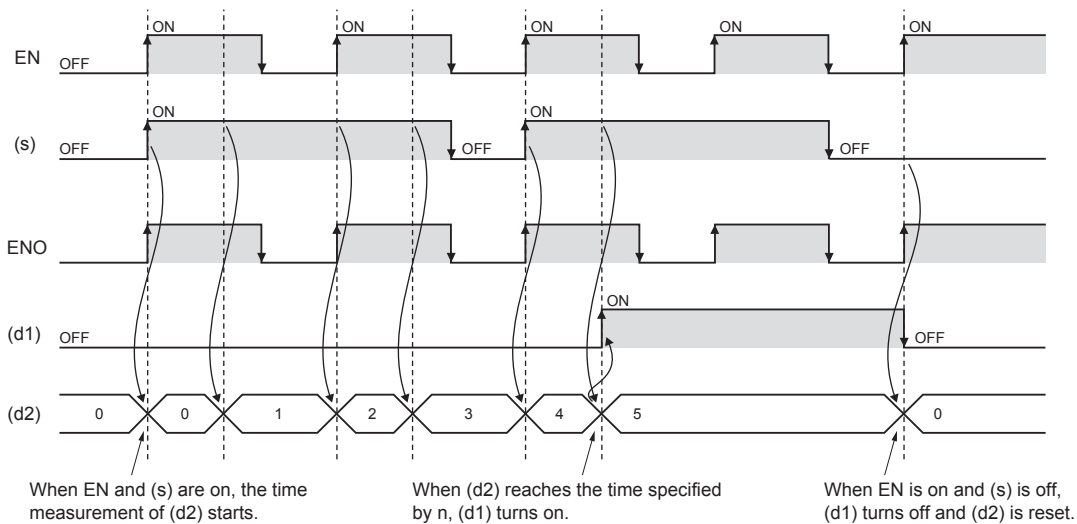 ON ON ON ON ON
EN OFF
ON ON
(s) OFF OFF OFF
ENO
ON
(d1) OFF OFF
(d2) 0 0 1 2 3 4 5 0
When EN and (s) are on, the time
measurement of (d2) starts.
When (d2) reaches the time specified
by n, (d1) turns on.
When EN is on and (s) is off,
(d1) turns off and (d2) is reset.